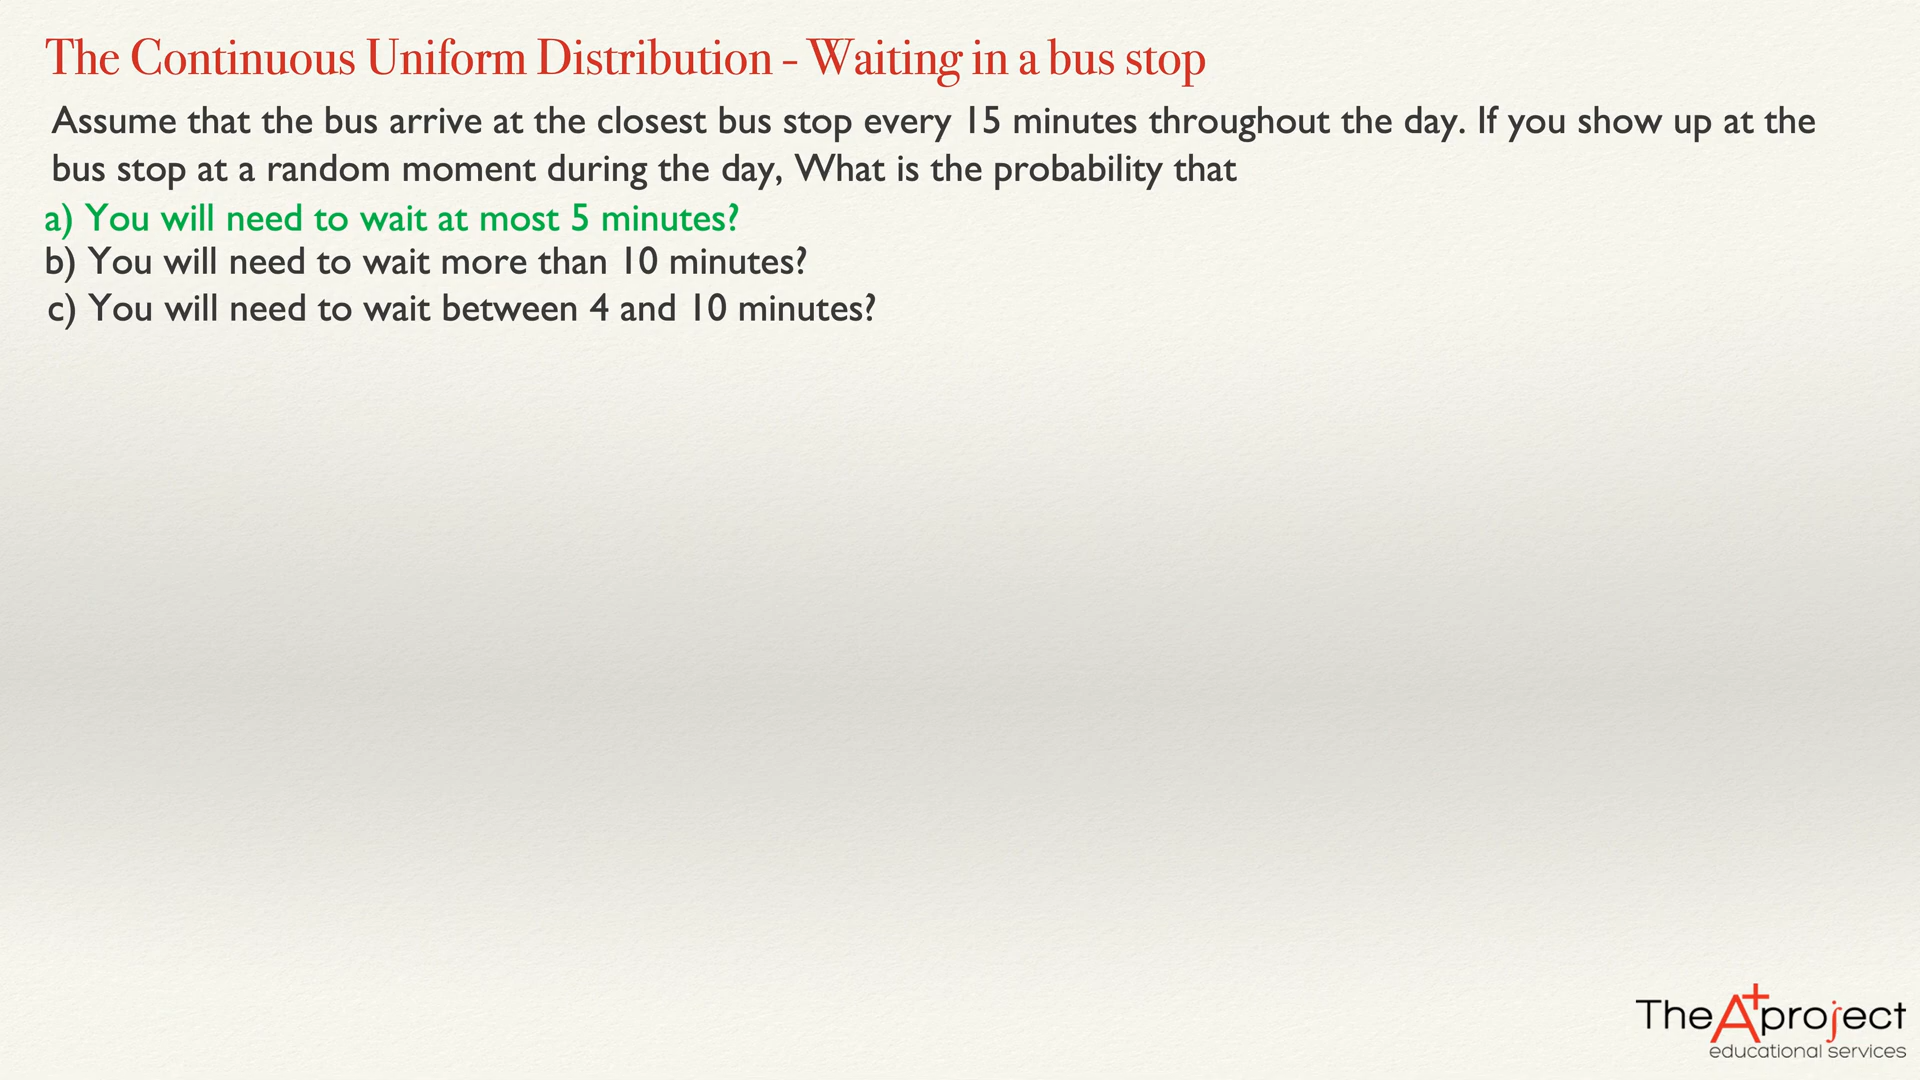 The Continuous Uniform Distribution - Waiting in a bus stop
Assume that the bus arrive at the closest bus stop every 15 minutes throughout the day. If you show up at the
bus stop at a random moment during the day, What is the probability that
a) You will need to wait at most 5 minutes?
b) You will need to wait more than 10 minutes?
c) You will need to wait between 4 and 10 minutes?
The A+ project
educational services